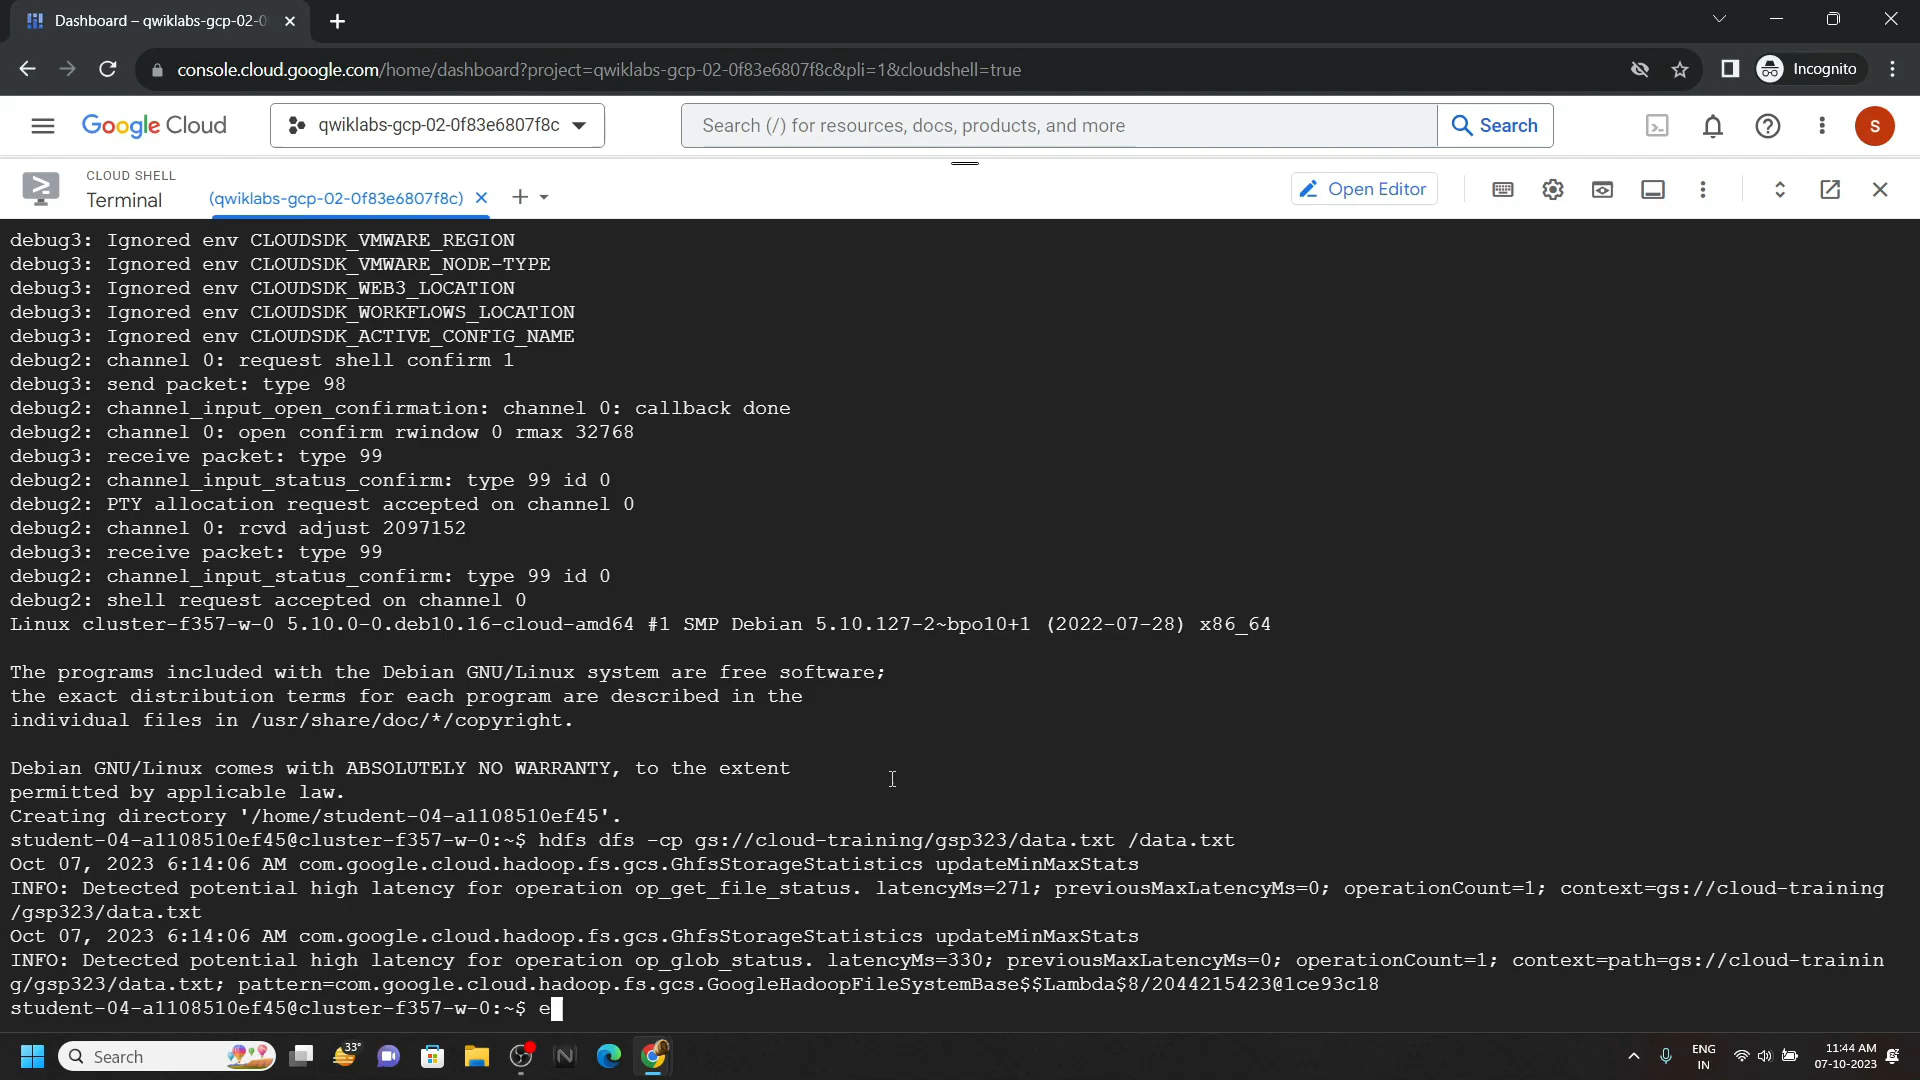 Dashboard – qwiklabs-gcp-02-0
console.cloud.google.com/home/dashboard?project=qwiklabs-gcp-02-0f83e6807f8c&pli=1&cloudshell=true
Incognito
Google Cloud
qwiklabs-gcp-02-0f83e6807f8c
Search (/) for resources, docs, products, and more
Search
S
CLOUD SHELL
Terminal
(qwiklabs-gcp-02-0f83e6807f8c)
Open Editor
debug3: Ignored env CLOUDSDK_VMWARE_REGION
debug3: Ignored env CLOUDSDK_VMWARE_NODE-TYPE
debug3: Ignored env CLOUDSDK_WEB3_LOCATION
debug3: Ignored env CLOUDSDK_WORKFLOWS_LOCATION
debug3: Ignored env CLOUDSDK_ACTIVE_CONFIG_NAME
debug2: channel 0: request shell confirm 1
debug3: send packet: type 98
debug2: channel_input_open_confirmation: channel 0: callback done
debug2: channel 0: open confirm rwindow 0 rmax 32768
debug3: receive packet: type 99
debug2: channel_input_status_confirm: type 99 id 0
debug2: PTY allocation request accepted on channel 0
debug2: channel 0: rcvd adjust 2097152
debug3: receive packet: type 99
debug2: channel_input_status_confirm: type 99 id 0
debug2: shell request accepted on channel 0
Linux cluster-f357-w-0 5.10.0-0.deb10.16-cloud-amd64 #1 SMP Debian 5.10.127-2~bpo10+1 (2022-07-28) x86_64
The programs included with the Debian GNU/Linux system are free software;
the exact distribution terms for each program are described in the
individual files in /usr/share/doc/*/copyright.
Debian GNU/Linux comes with ABSOLUTELY NO WARRANTY, to the extent
permitted by applicable law.
Creating directory '/home/student-04-a1108510ef45'.
student-04-a1108510ef45@cluster-f357-w-0:~$ hdfs dfs -cp gs://cloud-training/gsp323/data.txt /data.txt
Oct 07, 2023 6:14:06 AM com.google.cloud.hadoop.fs.gcs.GhfsStorageStatistics updateMinMaxStats
INFO: Detected potential high latency for operation op_get_file_status. latencyMs=271; previousMaxLatencyMs=0; operationCount=1; context=gs://cloud-training
/gsp323/data.txt
Oct 07, 2023 6:14:06 AM com.google.cloud.hadoop.fs.gcs.GhfsStorageStatistics updateMinMaxStats
INFO: Detected potential high latency for operation op_glob_status. latencyMs=330; previousMaxLatencyMs=0; operationCount=1; context=path=gs://cloud-trainin
g/gsp323/data.txt; pattern=com.google.cloud.hadoop.fs.gcs.GoogleHadoopFileSystemBase$$Lambda$8/2044215423@1ce93c18
student-04-a1108510ef45@cluster-f357-w-0:~$ e
Search
33°
ENG
IN
11:44 AM
07-10-2023